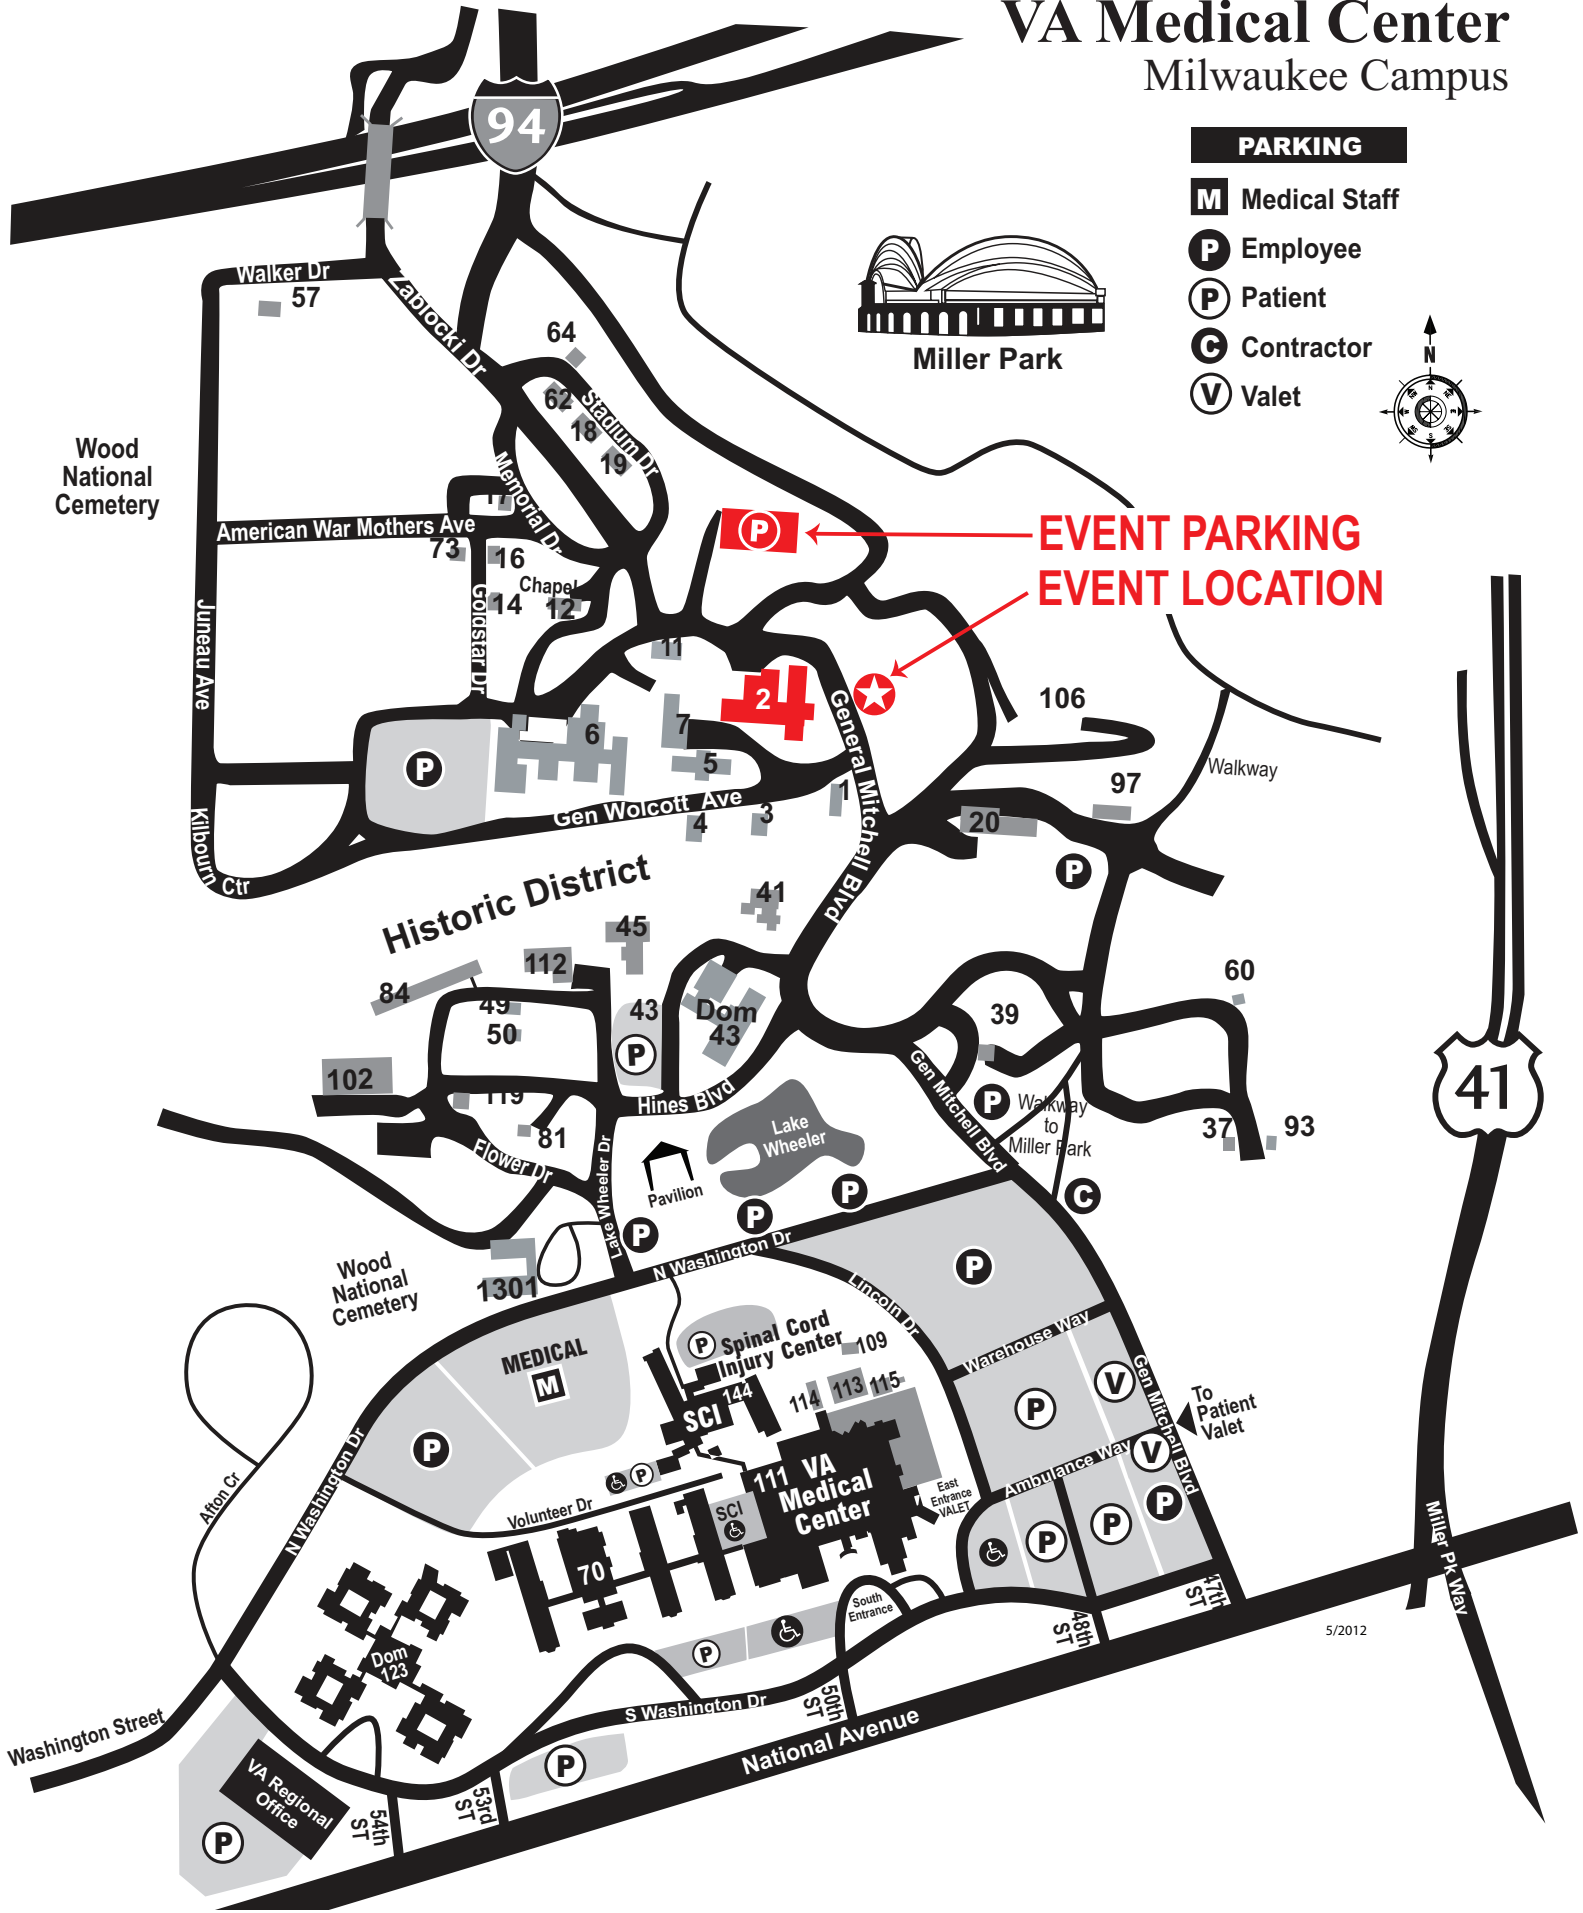 VA Medical Center
Milwaukee Campus
94
PARKING
M Medical Staff
P Employee
P Patient
C Contractor
V Valet
N
Miller Park
Walker Dr
57
Zablocki Dr
64
62
18
19
Stadium Dr
Memorial Dr
Wood
National
Cemetery
American War Mothers Ave
17
73
16
14
Chapel
12
Goldstar Dr
Juneau Ave
Kilbourn Ctr
P
EVENT PARKING
EVENT LOCATION
11
2
7
6
5
P
Gen Wolcott Ave
General Mitchell Blvd
1
3
4
106
97
20
Walkway
P
Historic District
41
45
112
84
49
50
43
P
Dom
43
102
119
81
Hines Blvd
Flower Dr
Lake Wheeler Dr
Pavilion
Lake
Wheeler
39
60
37
93
P
Walkway
to
Miller Park
Gen Mitchell Blvd
C
41
P
P
P
N Washington Dr
Wood
National
Cemetery
1301
P
Lincoln Dr
MEDICAL
M
P
P
Spinal Cord
Injury Center
109
144
SCI
114
113
115
Warehouse Way
V
P
Gen Mitchell Blvd
To
Patient
Valet
Ambulance Way
V
P
P
P
N Washington Dr
Afton Cr
Volunteer Dr
P
SCI
111 VA
Medical
Center
East
Entrance
VALET
70
South
Entrance
P
Dom
123
S Washington Dr
47th
ST
48th
ST
50th
ST
53rd
ST
54th
ST
National Avenue
Miller Pk Way
5/2012
Washington Street
VA Regional
Office
P
P